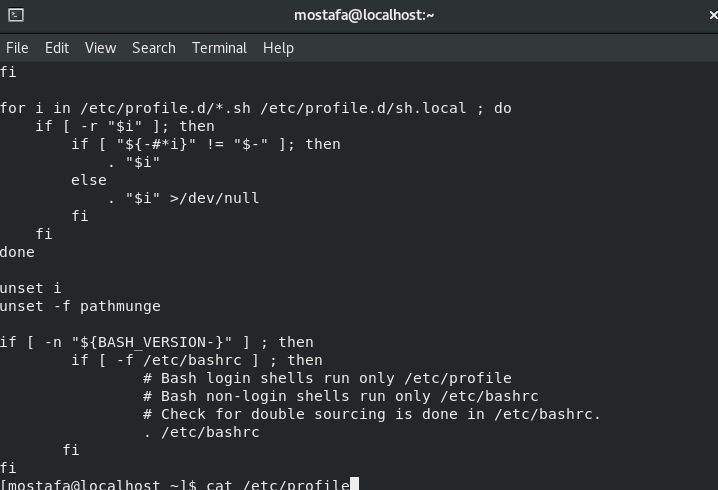 mostafa@localhost:~
File Edit View Search Terminal Help
fi

for i in /etc/profile.d/*.sh /etc/profile.d/sh.local ; do
    if [ -r "$i" ]; then
        if [ "${-#*i}" != "$-" ]; then
            . "$i"
        else
            . "$i" >/dev/null
        fi
    fi
done

unset i
unset -f pathmunge

if [ -n "${BASH_VERSION-}" ] ; then
        if [ -f /etc/bashrc ] ; then
                # Bash login shells run only /etc/profile
                # Bash non-login shells run only /etc/bashrc
                # Check for double sourcing is done in /etc/bashrc.
                . /etc/bashrc
       fi
fi
[mostafa@localhost ~]$ cat /etc/profile